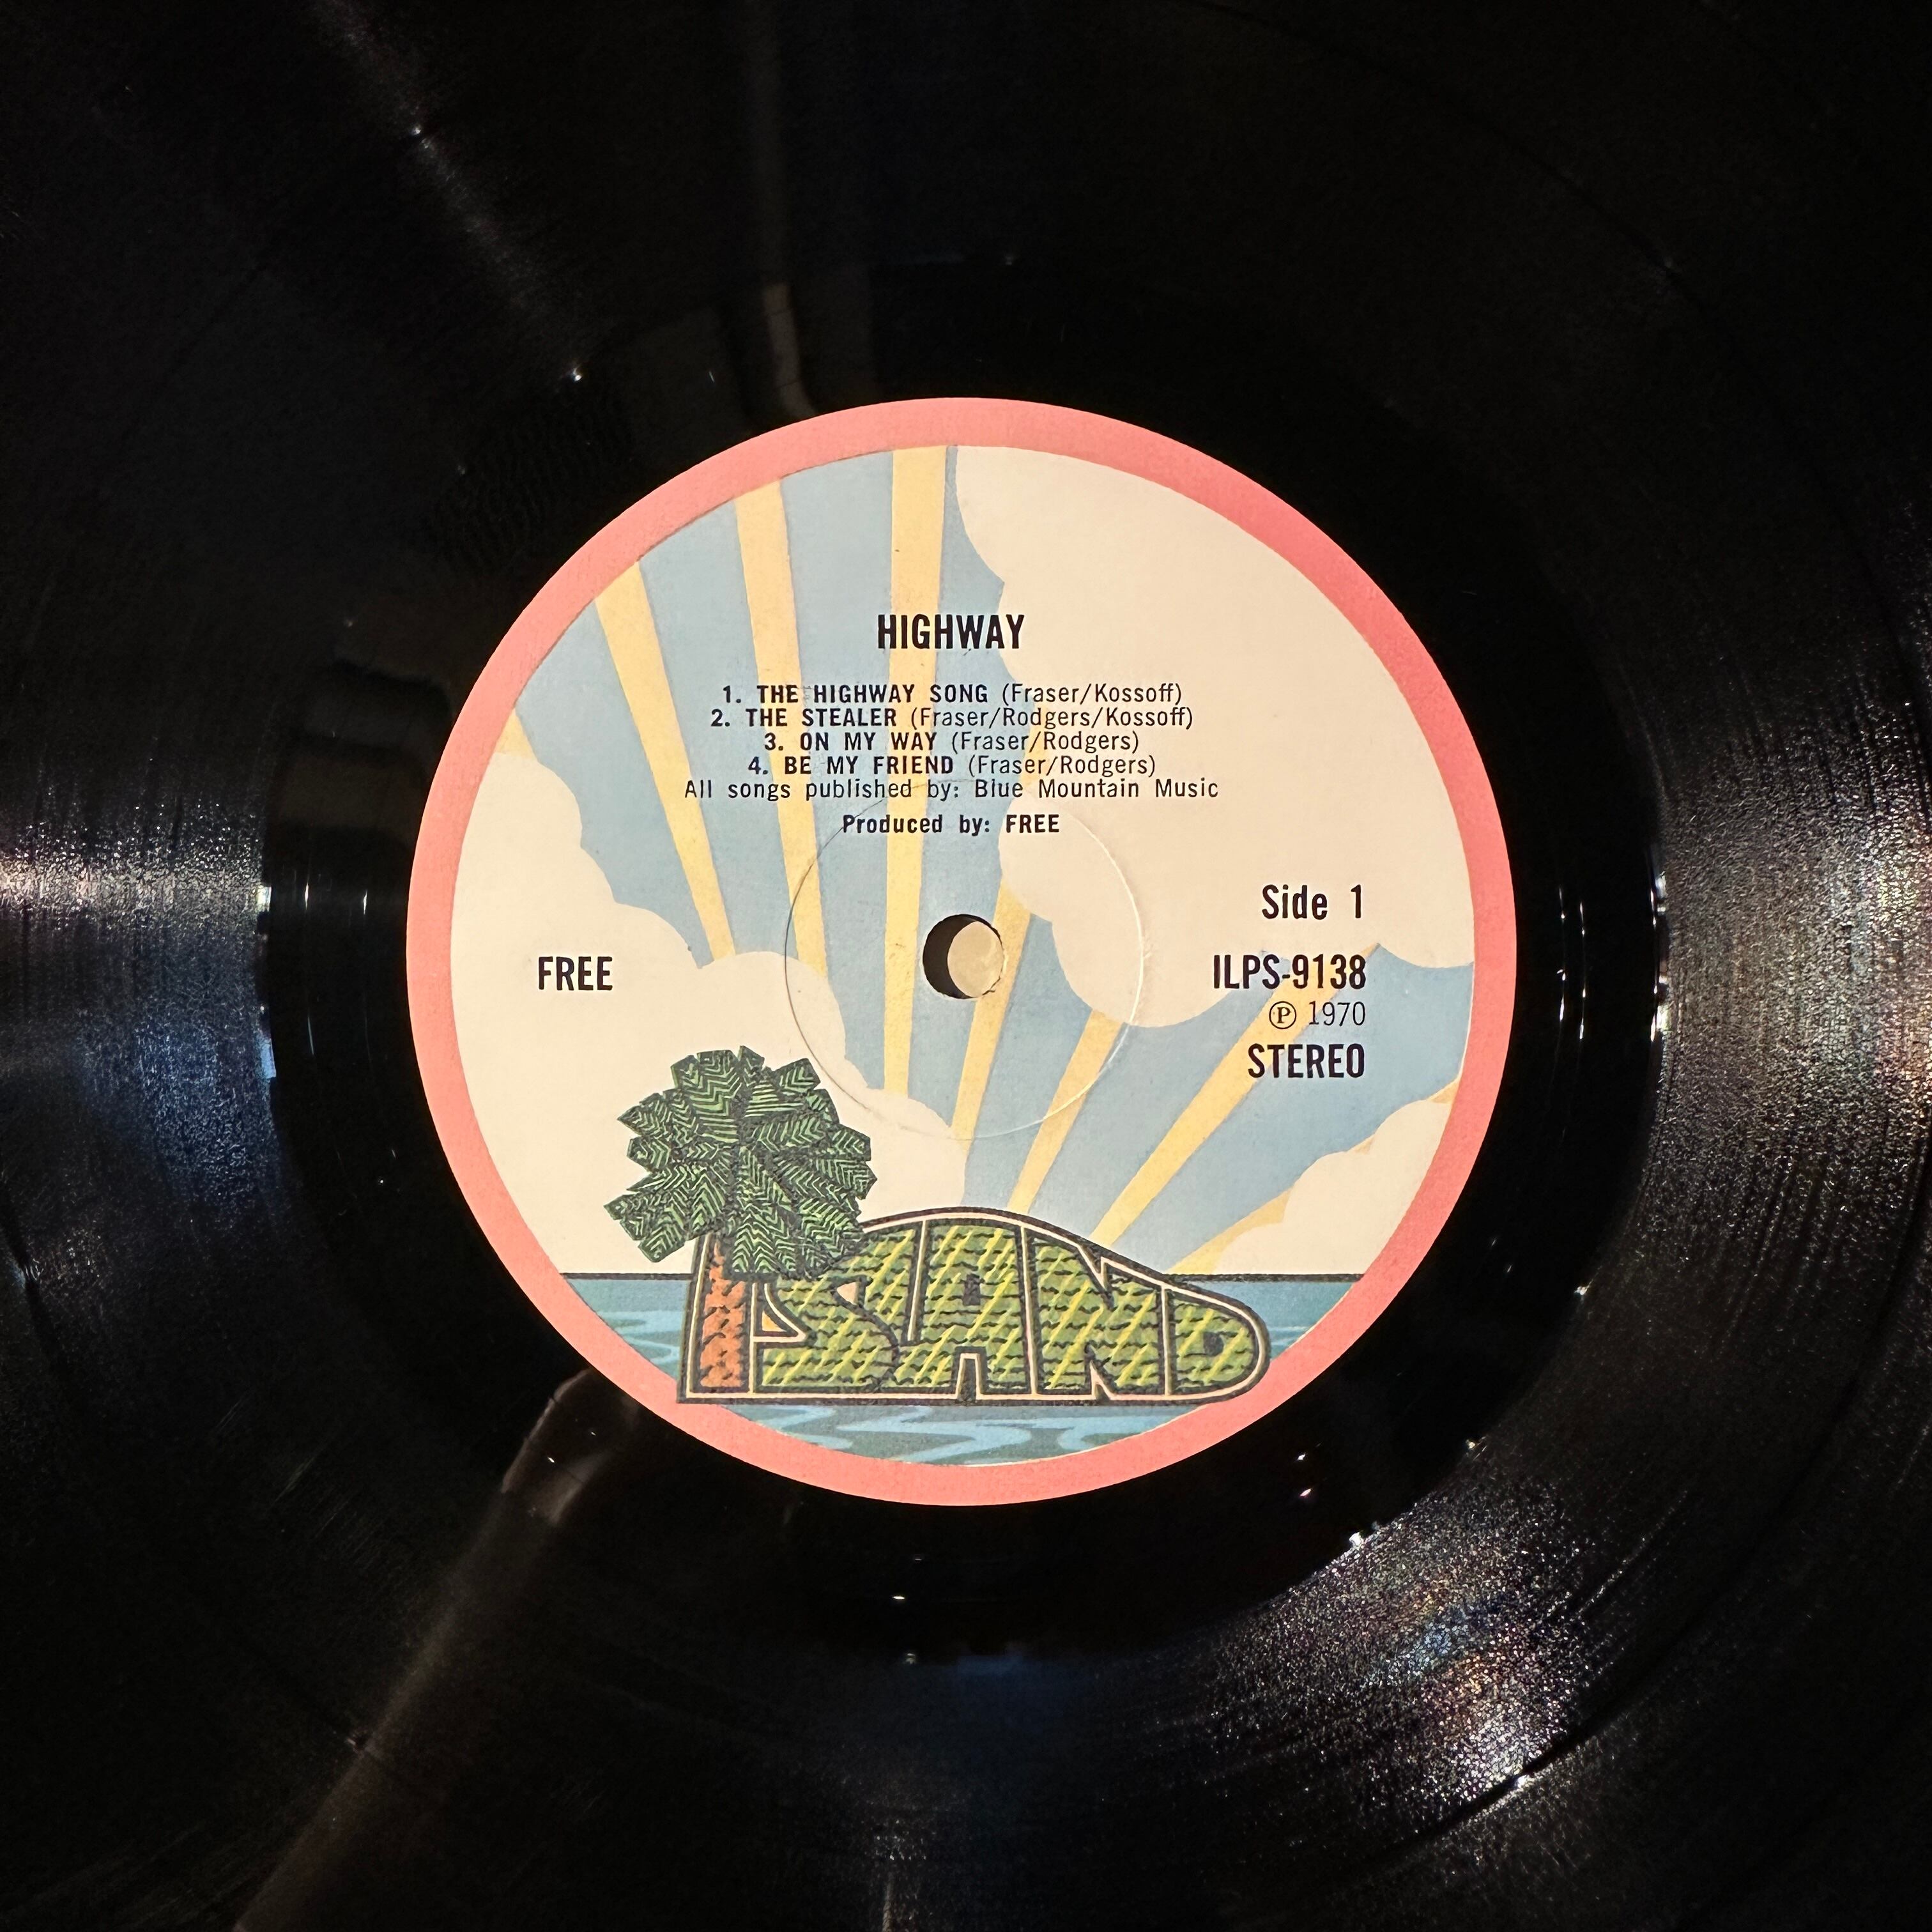 HIGHWAY
1. THE HIGHWAY SONG (Fraser/Kossoff)
2. THE STEALER (Fraser/Rodgers/Kossoff)
3. ON MY WAY (Fraser/Rodgers)
4. BE MY FRIEND (Fraser/Rodgers)
All songs published by: Blue Mountain Music
Produced by: FREE
Side 1
FREE
ILPS-9138
Ⓟ 1970
STEREO
ISLAND